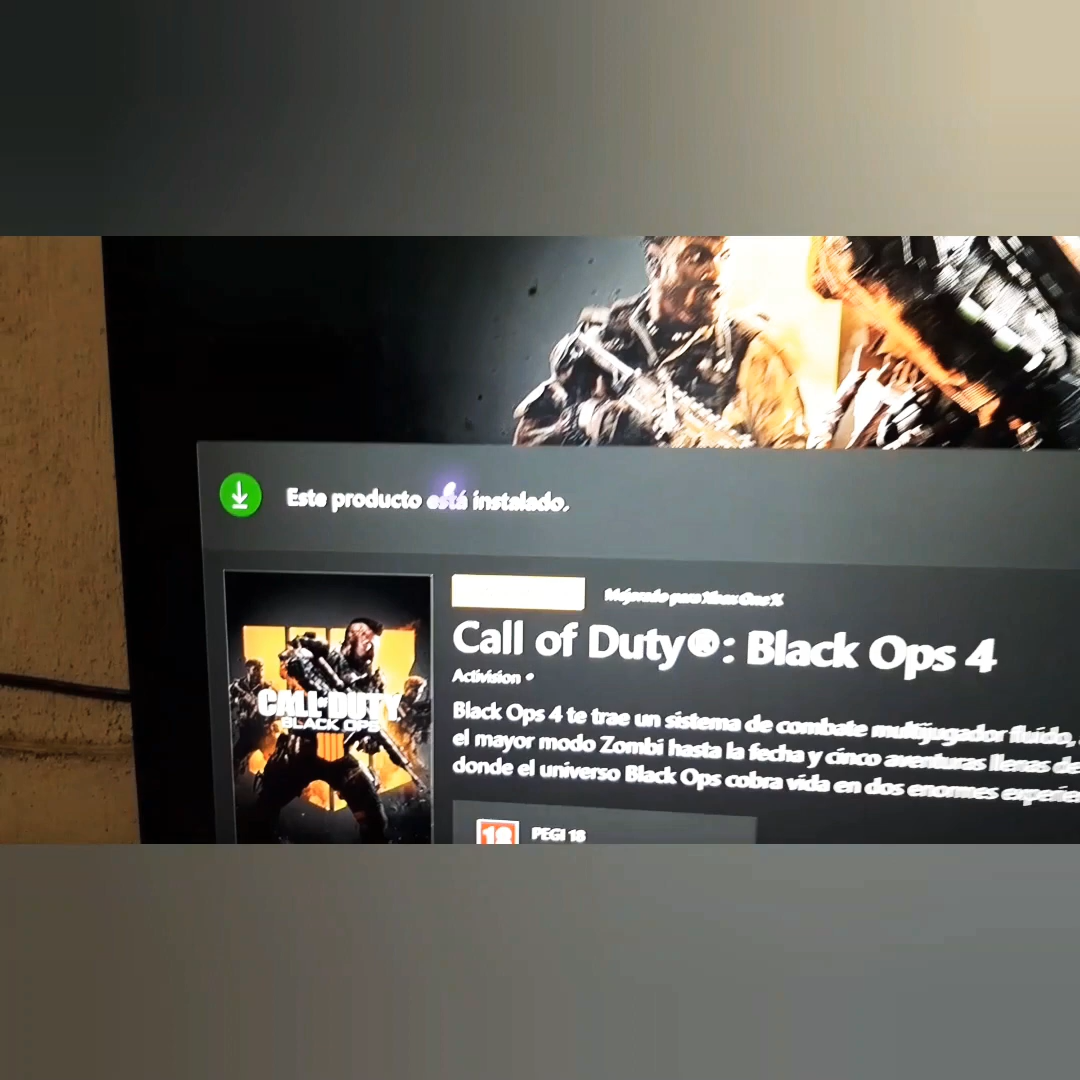 Este producto está instalado.
Mejorado para Xbox One X
Call of Duty®: Black Ops 4
Activision •
Black Ops 4 te trae un sistema de combate multijugador fluido,
el mayor modo Zombi hasta la fecha y cinco aventuras llenas de
donde el universo Black Ops cobra vida en dos enormes
CALL OF DUTY
BLACK OPS
18 PEGI 18